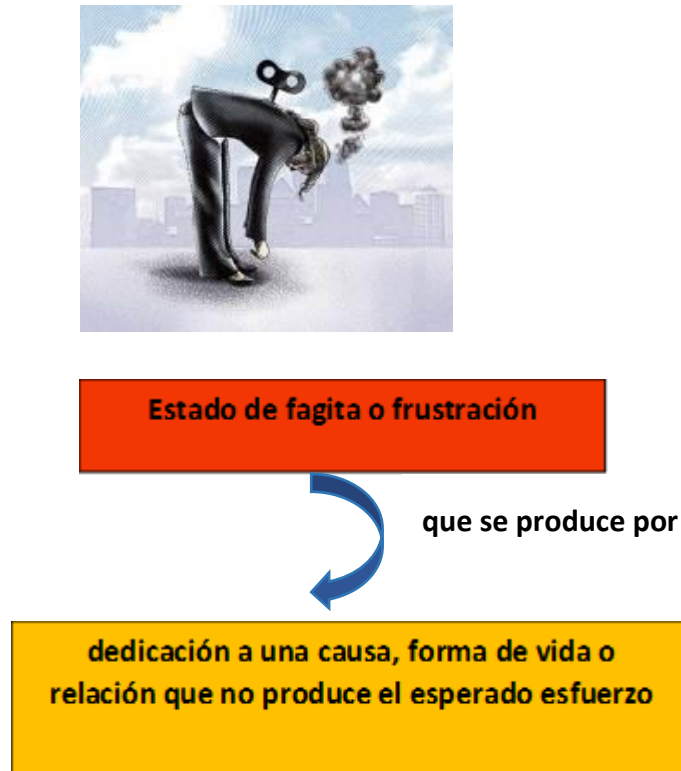 Estado de fagita o frustración
que se produce por
dedicación a una causa, forma de vida o
relación que no produce el esperado esfuerzo